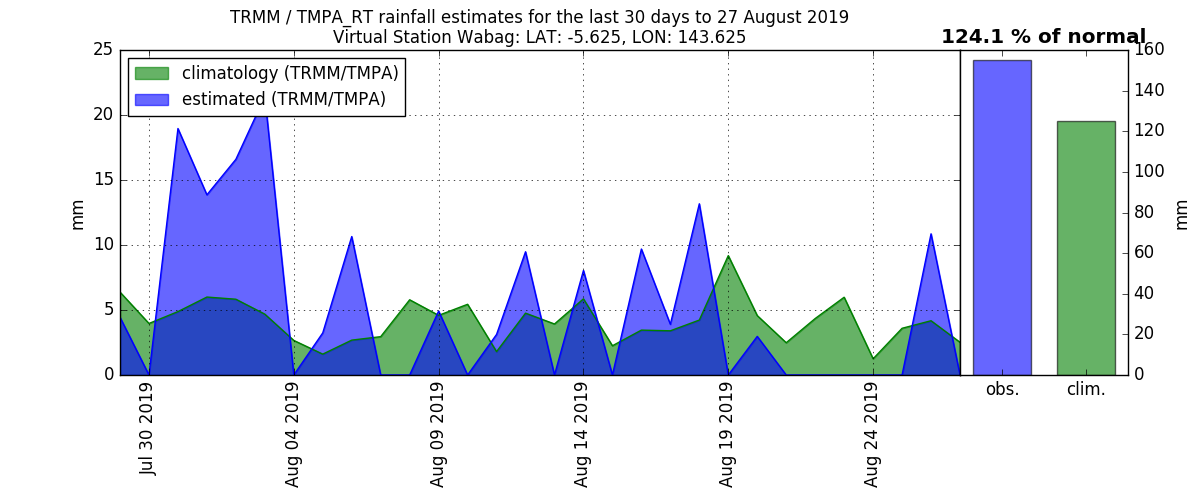 TRMM / TMPA_RT rainfall estimates for the last 30 days to 27 August 2019
Virtual Station Wabag: LAT: -5.625, LON: 143.625
124.1 % of normal
climatology (TRMM/TMPA)
estimated (TRMM/TMPA)
25
20
15
10
5
0
mm
Jul 30 2019
Aug 04 2019
Aug 09 2019
Aug 14 2019
Aug 19 2019
Aug 24 2019
obs.
clim.
160
140
120
100
80
60
40
20
0
mm